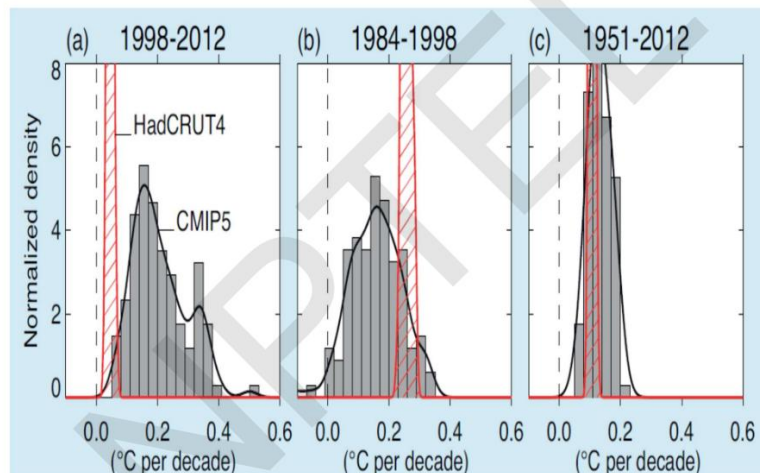 (a) 1998-2012 (b) 1984-1998 (c) 1951-2012
Normalized density
8
6
4
2
0
HadCRUT4
CMIP5
0.0 0.2 0.4 0.6 0.0 0.2 0.4 0.6 0.0 0.2 0.4 0.6
(°C per decade) (°C per decade) (°C per decade)
NPTEL